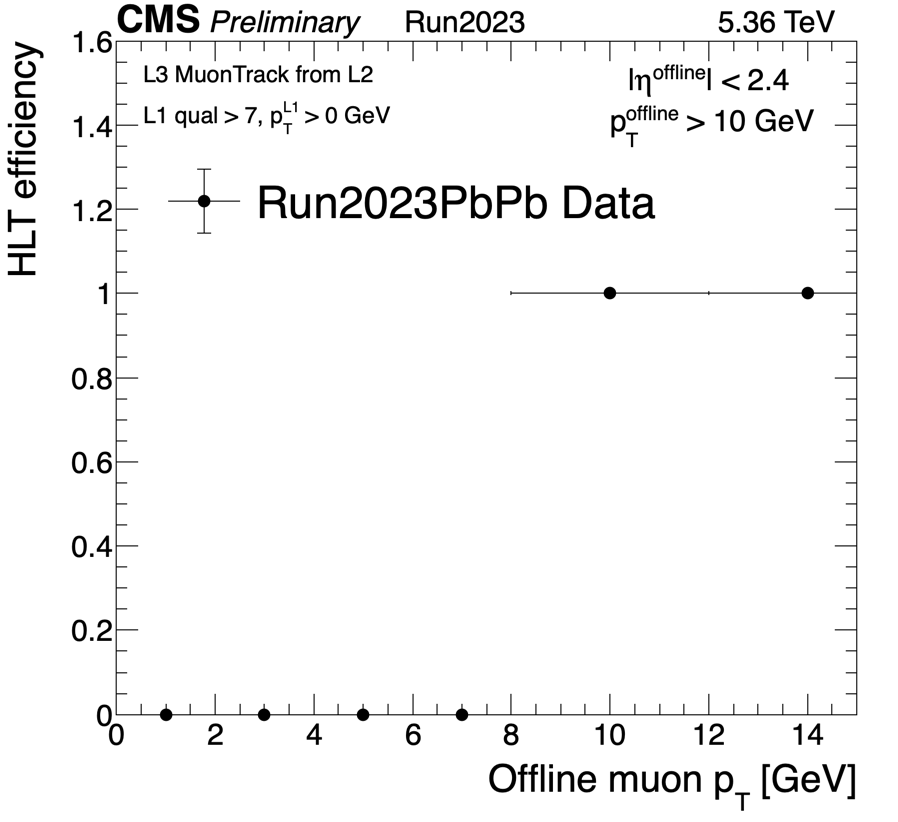 CMS Preliminary Run2023 5.36 TeV
L3 MuonTrack from L2
L1 qual > 7, p_T^L1 > 0 GeV
|η^offline| < 2.4
p_T^offline > 10 GeV
Run2023PbPb Data
HLT efficiency
1.6
1.4
1.2
1
0.8
0.6
0.4
0.2
0
0 2 4 6 8 10 12 14
Offline muon p_T [GeV]